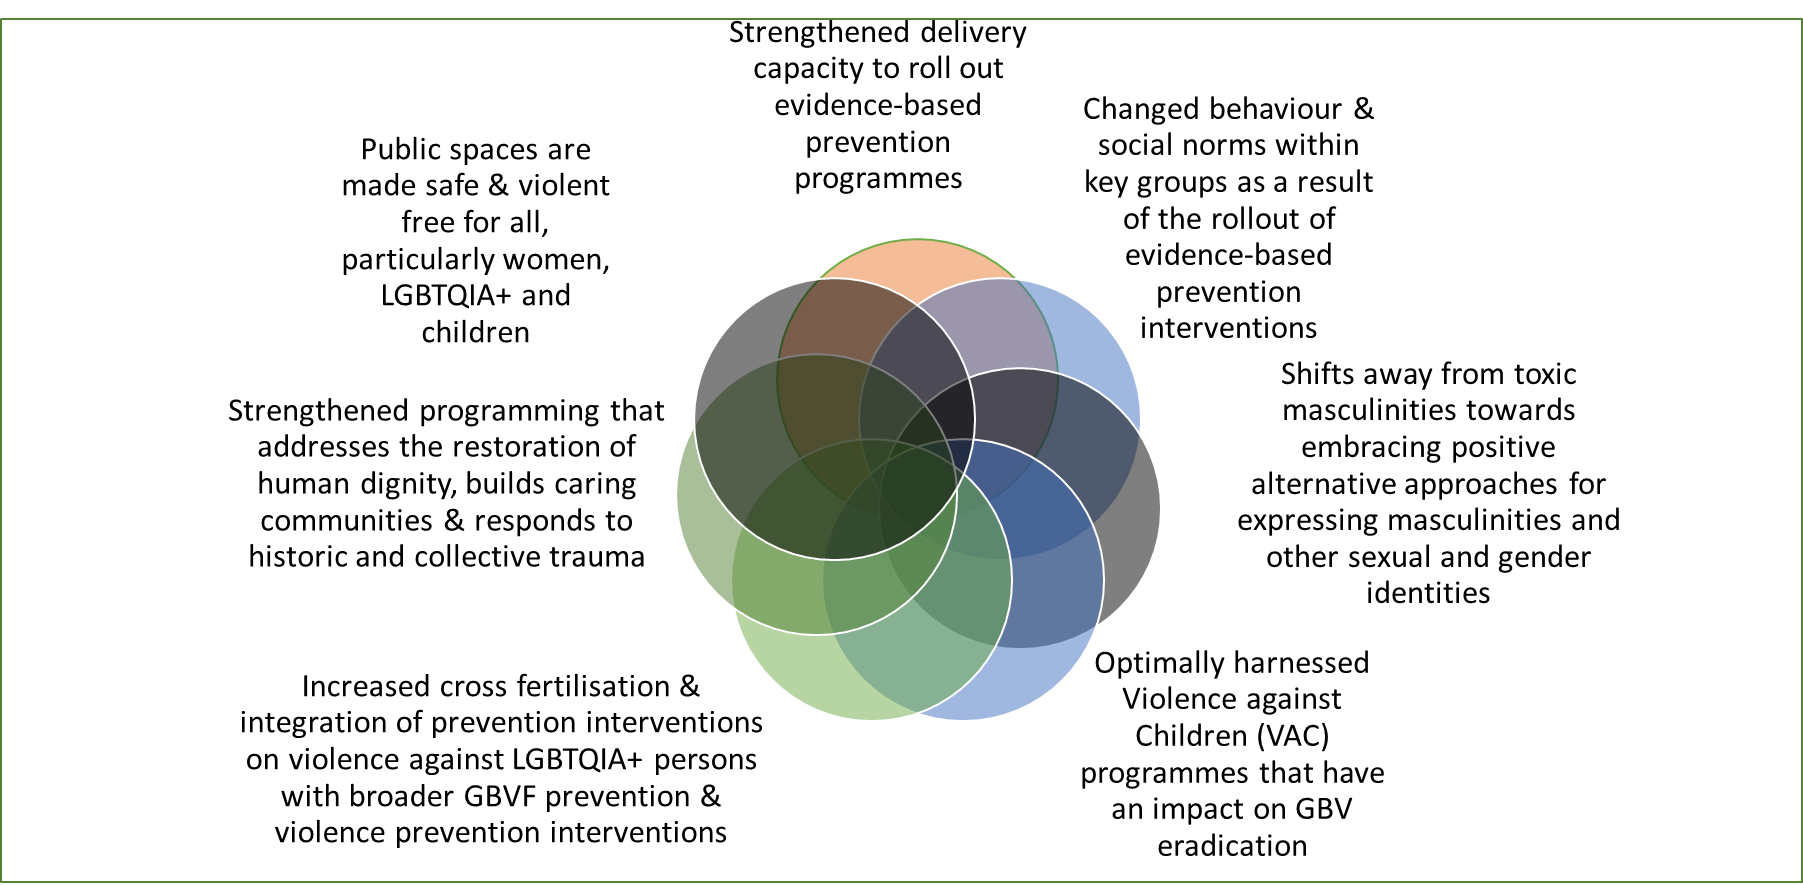 Strengthened delivery
capacity to roll out
evidence-based
prevention
programmes
Changed behaviour &
social norms within
key groups as a result
of the rollout of
evidence-based
prevention
interventions
Shifts away from toxic
masculinities towards
embracing positive
alternative approaches for
expressing masculinities and
other sexual and gender
identities
Optimally harnessed
Violence against
Children (VAC)
programmes that have
an impact on GBV
eradication
Increased cross fertilisation &
integration of prevention interventions
on violence against LGBTQIA+ persons
with broader GBVF prevention &
violence prevention interventions
Strengthened programming that
addresses the restoration of
human dignity, builds caring
communities & responds to
historic and collective trauma
Public spaces are
made safe & violent
free for all,
particularly women,
LGBTQIA+ and
children